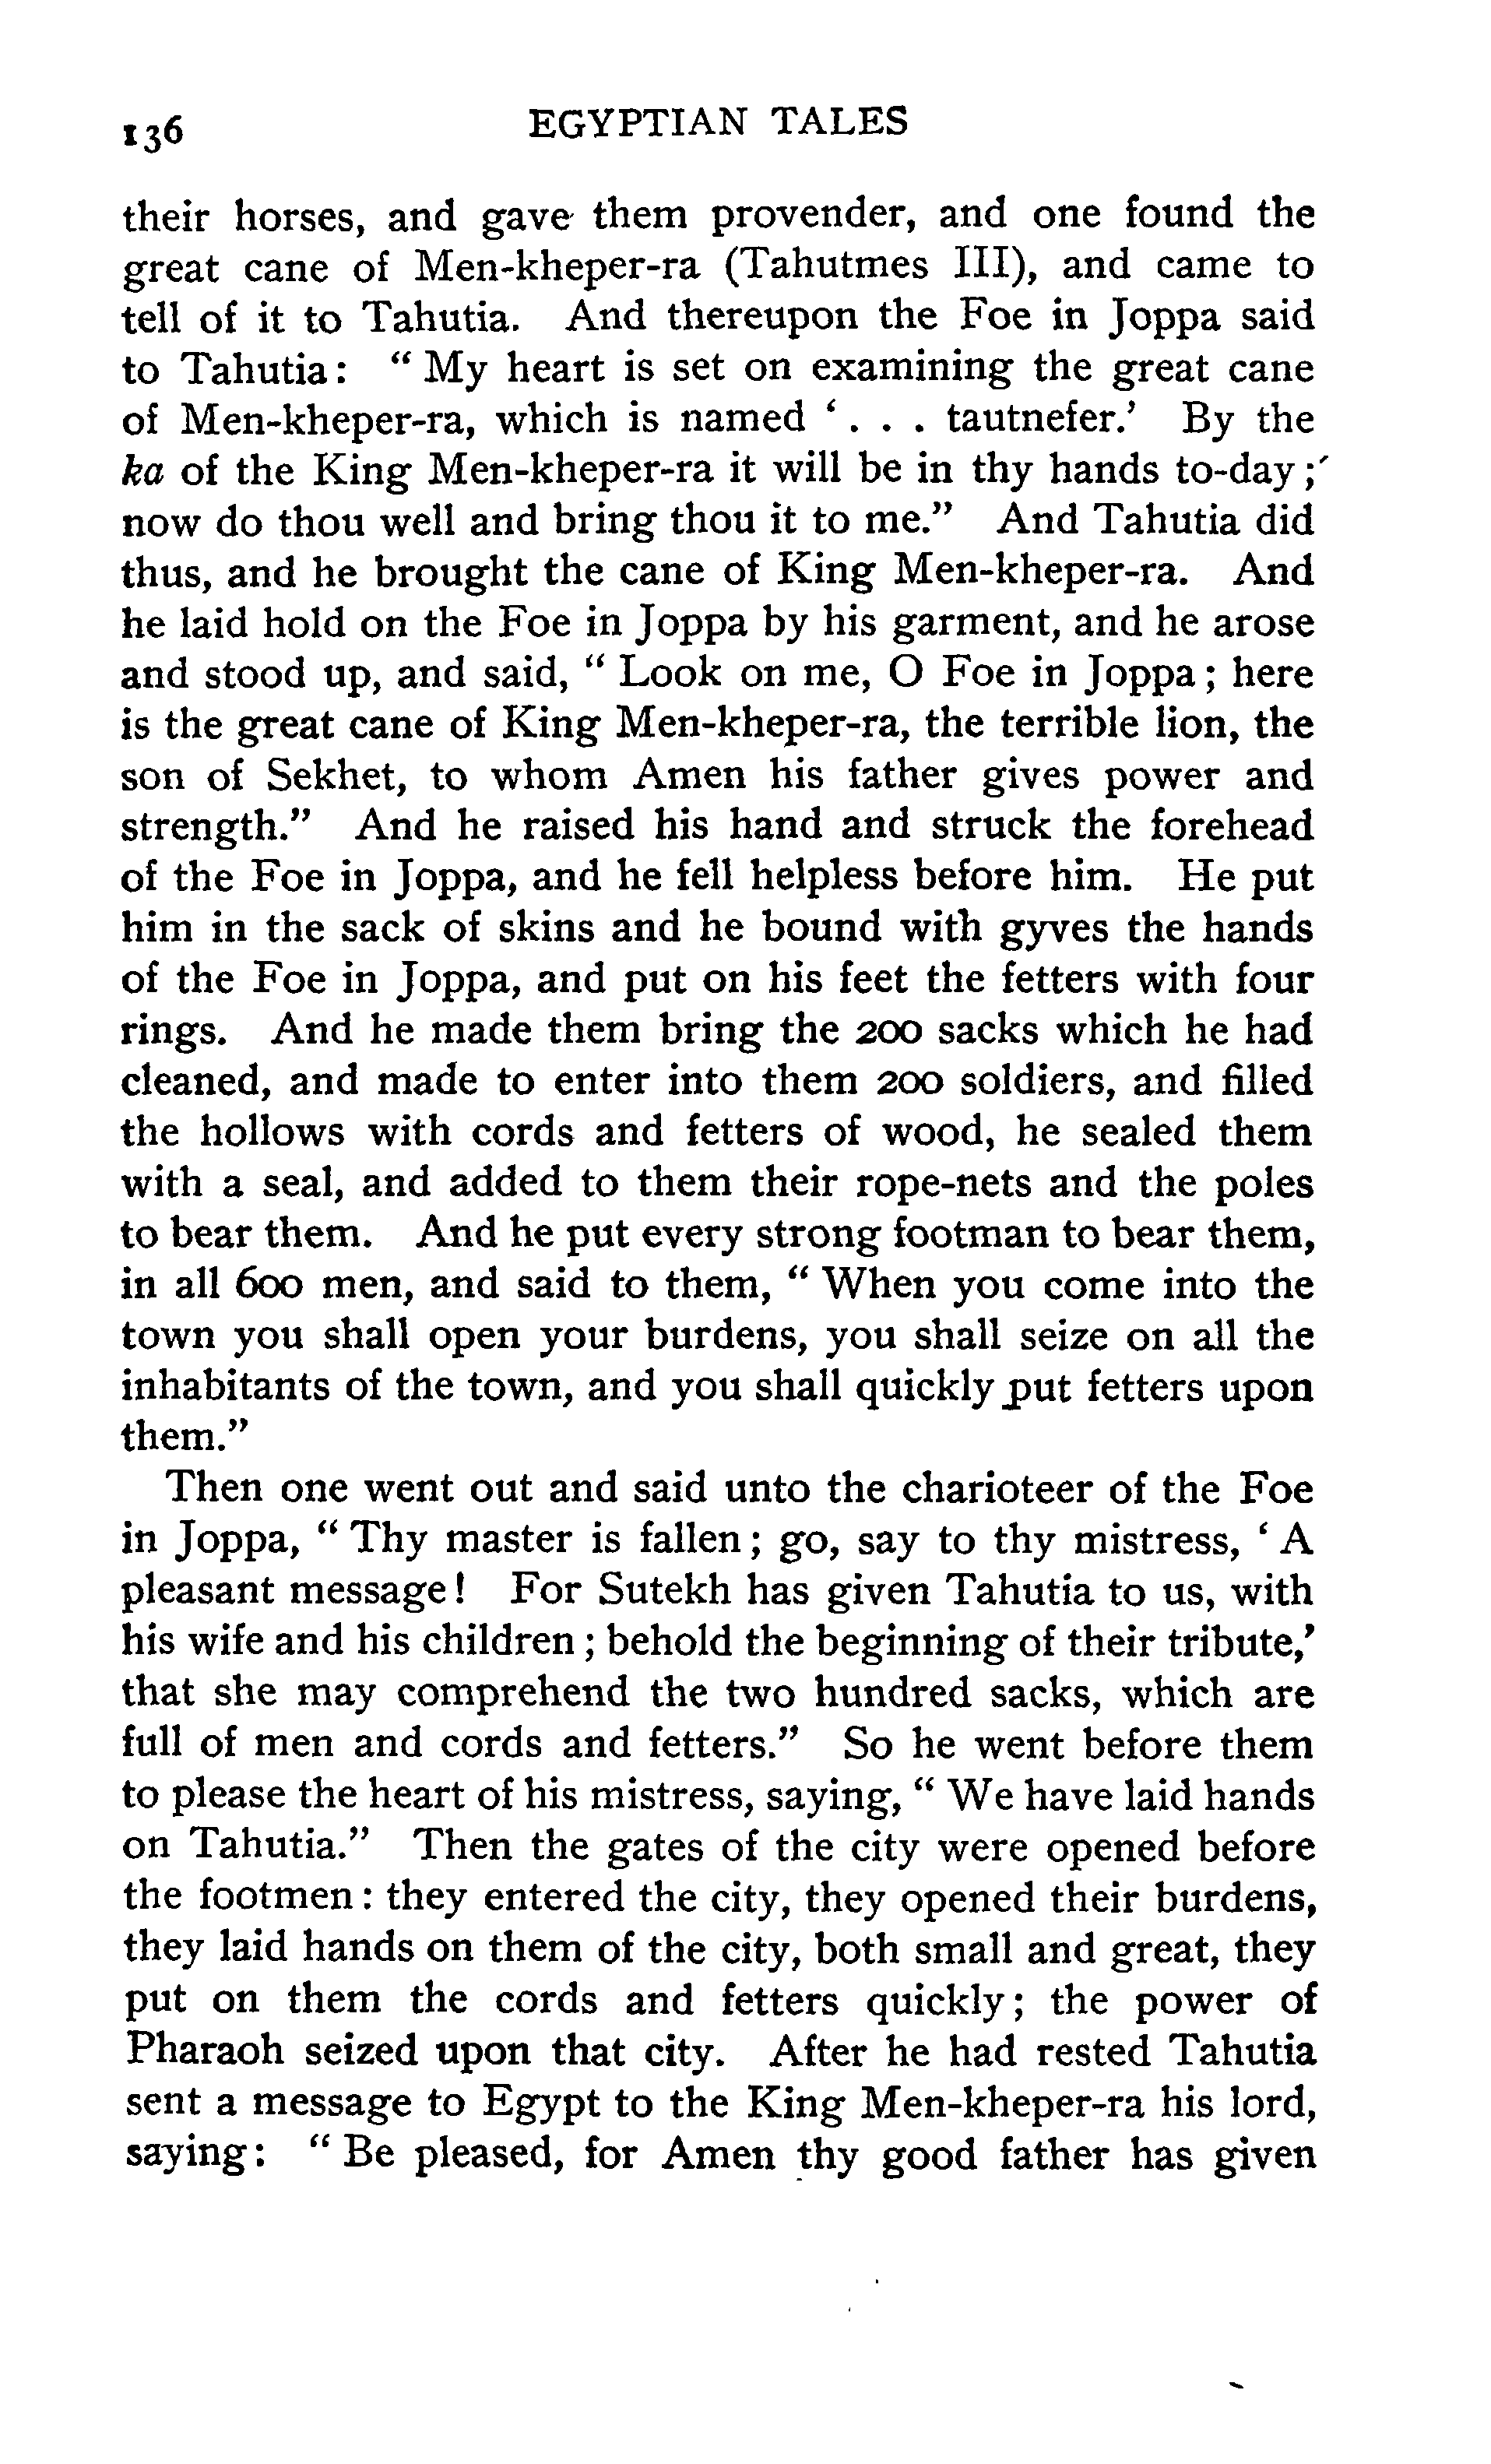 136 EGYPTIAN TALES
their horses, and gave them provender, and one found the
great cane of Men-kheper-ra (Tahutmes III), and came to
tell of it to Tahutia. And thereupon the Foe in Joppa said
to Tahutia: “ My heart is set on examining the great cane
of Men-kheper-ra, which is named ‘. . . tautnefer.’ By the
ka of the King Men-kheper-ra it will be in thy hands to-day;
now do thou well and bring thou it to me.” And Tahutia did
thus, and he brought the cane of King Men-kheper-ra. And
he laid hold on the Foe in Joppa by his garment, and he arose
and stood up, and said, “ Look on me, O Foe in Joppa; here
is the great cane of King Men-kheper-ra, the terrible lion, the
son of Sekhet, to whom Amen his father gives power and
strength.” And he raised his hand and struck the forehead
of the Foe in Joppa, and he fell helpless before him. He put
him in the sack of skins and he bound with gyves the hands
of the Foe in Joppa, and put on his feet the fetters with four
rings. And he made them bring the 200 sacks which he had
cleaned, and made to enter into them 200 soldiers, and filled
the hollows with cords and fetters of wood, he sealed them
with a seal, and added to them their rope-nets and the poles
to bear them. And he put every strong footman to bear them,
in all 600 men, and said to them, “ When you come into the
town you shall open your burdens, you shall seize on all the
inhabitants of the town, and you shall quickly put fetters upon
them.”
Then one went out and said unto the charioteer of the Foe
in Joppa, “ Thy master is fallen; go, say to thy mistress, ‘ A
pleasant message! For Sutekh has given Tahutia to us, with
his wife and his children; behold the beginning of their tribute,’
that she may comprehend the two hundred sacks, which are
full of men and cords and fetters.” So he went before them
to please the heart of his mistress, saying, “ We have laid hands
on Tahutia.” Then the gates of the city were opened before
the footmen: they entered the city, they opened their burdens,
they laid hands on them of the city, both small and great, they
put on them the cords and fetters quickly; the power of
Pharaoh seized upon that city. After he had rested Tahutia
sent a message to Egypt to the King Men-kheper-ra his lord,
saying: “ Be pleased, for Amen thy good father has given